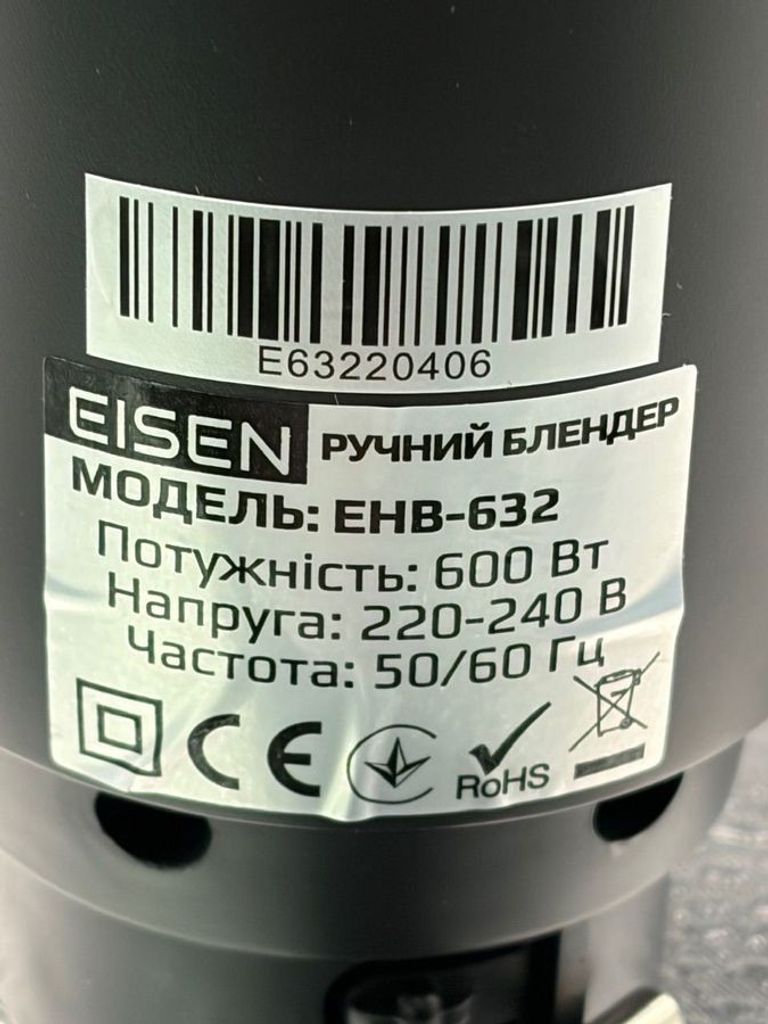 E63220406
EISEN РУЧНИЙ БЛЕНДЕР
МОДЕЛЬ: EHB-632
Потужність: 600 Вт
Напруга: 220-240 В
Частота: 50/60 Гц
CE RoHS